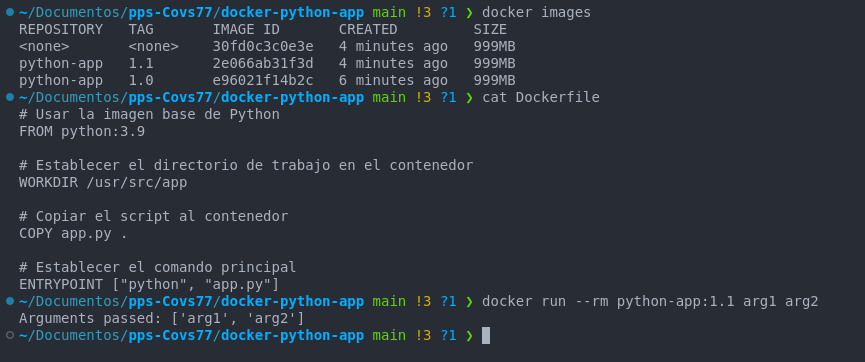 ~/Documentos/pps-Covs77/docker-python-app main !3 ?1 ❯ docker images
REPOSITORY   TAG       IMAGE ID       CREATED         SIZE
<none>       <none>    30fd0c3c0e3e   4 minutes ago   999MB
python-app   1.1       2e066ab31f3d   4 minutes ago   999MB
python-app   1.0       e96021f14b2c   6 minutes ago   999MB
~/Documentos/pps-Covs77/docker-python-app main !3 ?1 ❯ cat Dockerfile
# Usar la imagen base de Python
FROM python:3.9
# Establecer el directorio de trabajo en el contenedor
WORKDIR /usr/src/app
# Copiar el script al contenedor
COPY app.py .
# Establecer el comando principal
ENTRYPOINT ["python", "app.py"]
~/Documentos/pps-Covs77/docker-python-app main !3 ?1 ❯ docker run --rm python-app:1.1 arg1 arg2
Arguments passed: ['arg1', 'arg2']
~/Documentos/pps-Covs77/docker-python-app main !3 ?1 ❯